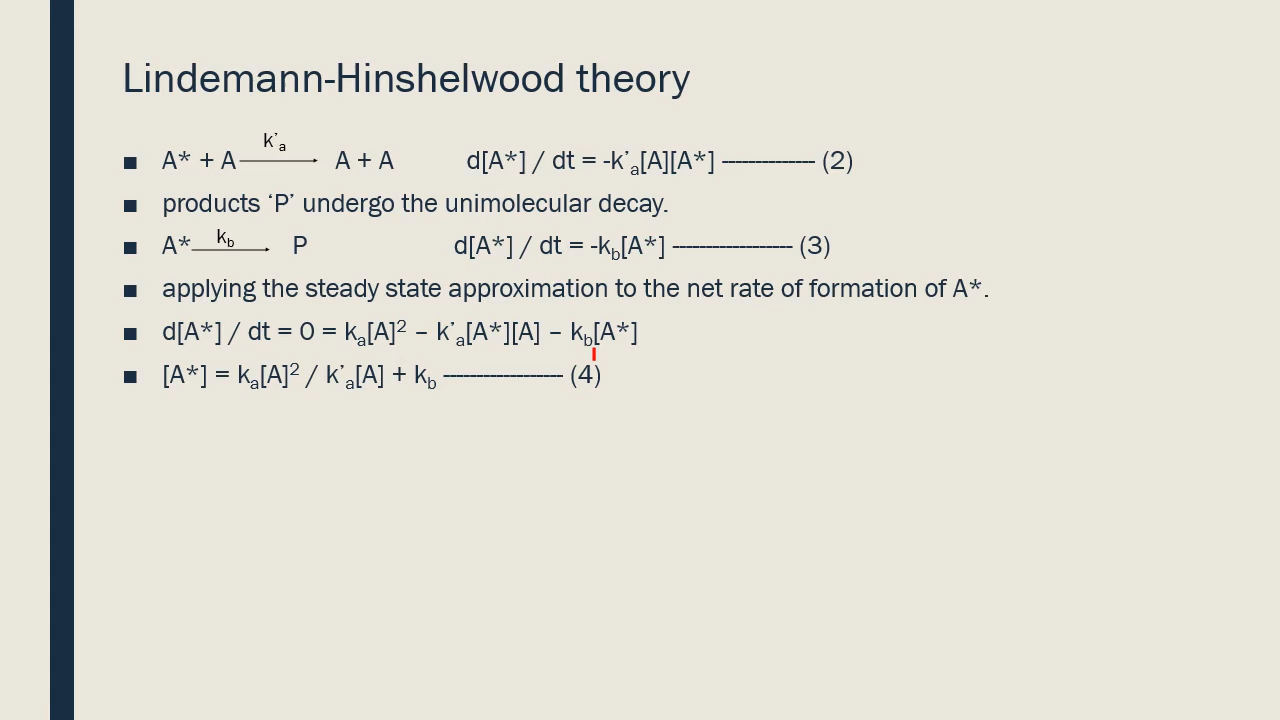 Lindemann-Hinshelwood theory
k’a
■ A* + A ⟶ A + A d[A*] / dt = -k’a[A][A*] -------------- (2)
■ products ‘P’ undergo the unimolecular decay.
kb
■ A* ⟶ P d[A*] / dt = -kb[A*] ------------------ (3)
■ applying the steady state approximation to the net rate of formation of A*.
■ d[A*] / dt = 0 = ka[A]² – k’a[A*][A] – kb[A*]
■ [A*] = ka[A]² / k’a[A] + kb ------------------ (4)